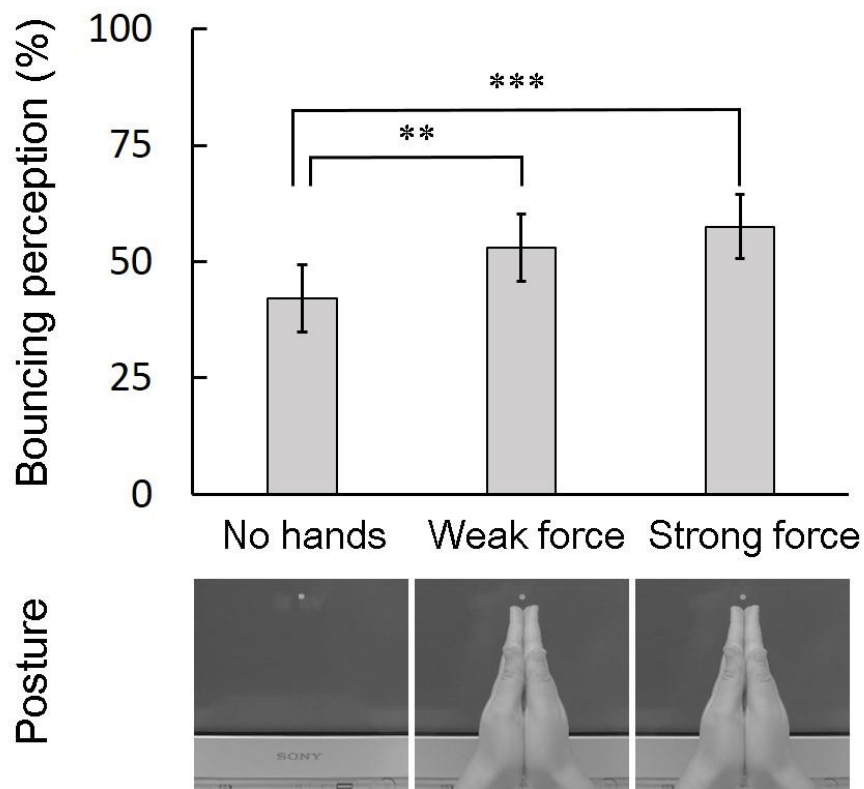 Bouncing perception (%)
100
75
50
25
0
***
**
No hands
Weak force
Strong force
Posture
SONY